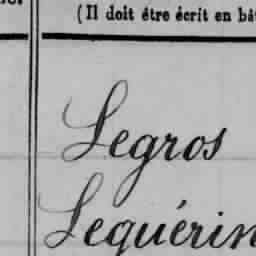 (Il doit être écrit en bâ
Legros
Lequérin